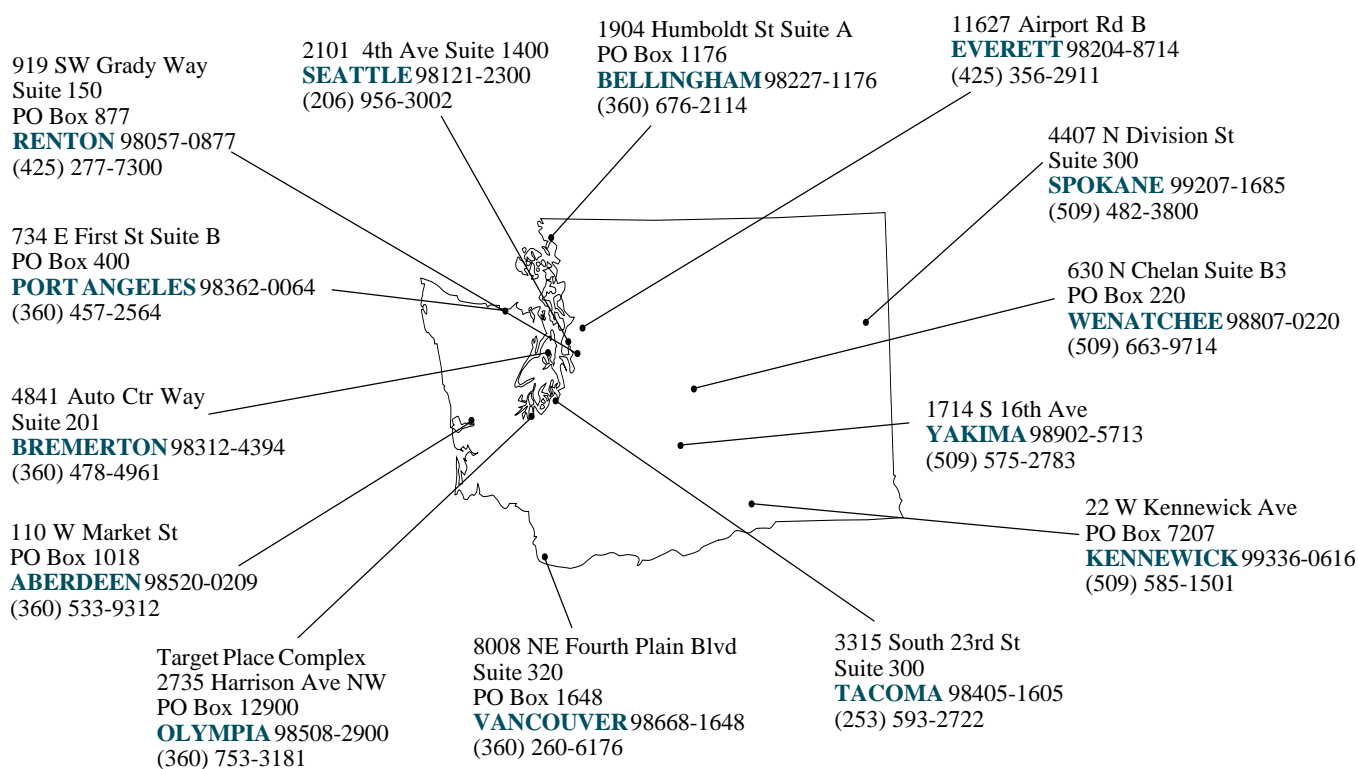 919 SW Grady Way
Suite 150
PO Box 877
RENTON 98057-0877
(425) 277-7300
2101 4th Ave Suite 1400
SEATTLE 98121-2300
(206) 956-3002
1904 Humboldt St Suite A
PO Box 1176
BELLINGHAM 98227-1176
(360) 676-2114
11627 Airport Rd B
EVERETT 98204-8714
(425) 356-2911
4407 N Division St
Suite 300
SPOKANE 99207-1685
(509) 482-3800
734 E First St Suite B
PO Box 400
PORT ANGELES 98362-0064
(360) 457-2564
630 N Chelan Suite B3
PO Box 220
WENATCHEE 98807-0220
(509) 663-9714
4841 Auto Ctr Way
Suite 201
BREMERTON 98312-4394
(360) 478-4961
1714 S 16th Ave
YAKIMA 98902-5713
(509) 575-2783
110 W Market St
PO Box 1018
ABERDEEN 98520-0209
(360) 533-9312
22 W Kennewick Ave
PO Box 7207
KENNEWICK 99336-0616
(509) 585-1501
Target Place Complex
2735 Harrison Ave NW
PO Box 12900
OLYMPIA 98508-2900
(360) 753-3181
8008 NE Fourth Plain Blvd
Suite 320
PO Box 1648
VANCOUVER 98668-1648
(360) 260-6176
3315 South 23rd St
Suite 300
TACOMA 98405-1605
(253) 593-2722